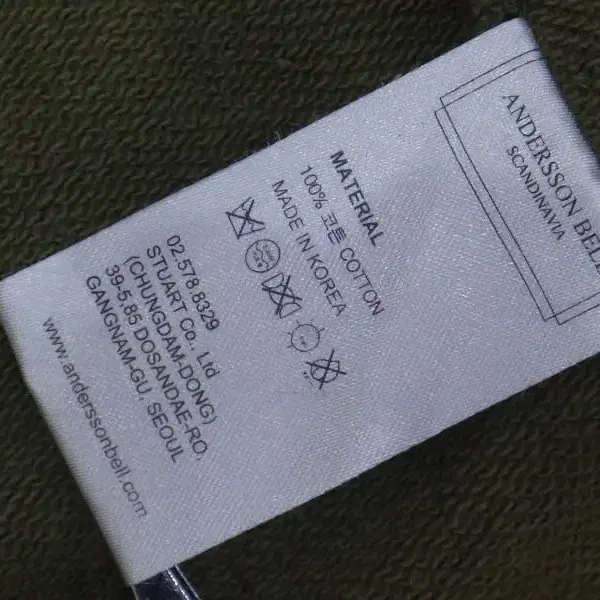 ANDERSSON BELL
SCANDINAVIA
MATERIAL
100% 코튼 COTTON
MADE IN KOREA
02.578.8329
STUART Co., Ltd
(CHUNGDAM-DONG)
39-5,85 DOSANDAE-RO,
GANGNAM-GU, SEOUL
www.anderssonbell.com